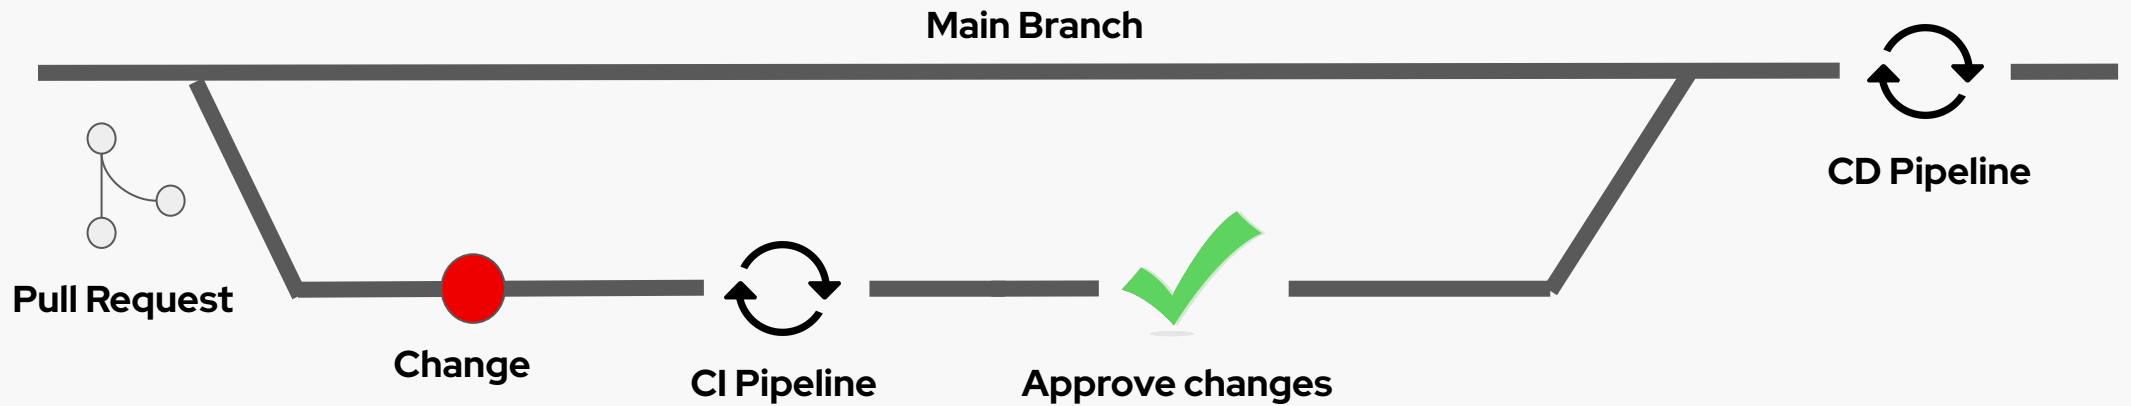 Main Branch
CD Pipeline
Pull Request
Change
CI Pipeline
Approve changes